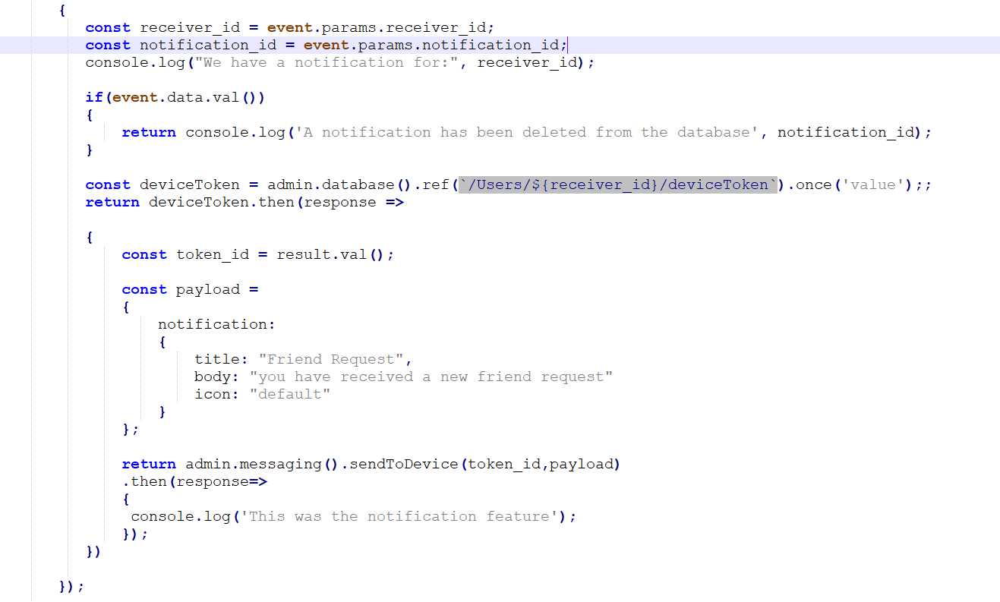 {
const receiver_id = event.params.receiver_id;
const notification_id = event.params.notification_id;
console.log("We have a notification for:", receiver_id);
if(event.data.val())
{
return console.log('A notification has been deleted from the database', notification_id);
}
const deviceToken = admin.database().ref(`/Users/${receiver_id}/deviceToken`).once('value');;
return deviceToken.then(response =>
{
const token_id = result.val();
const payload =
{
notification:
{
title: "Friend Request",
body: "you have received a new friend request"
icon: "default"
}
};
return admin.messaging().sendToDevice(token_id,payload)
.then(response=>
{
console.log('This was the notification feature');
});
})
});